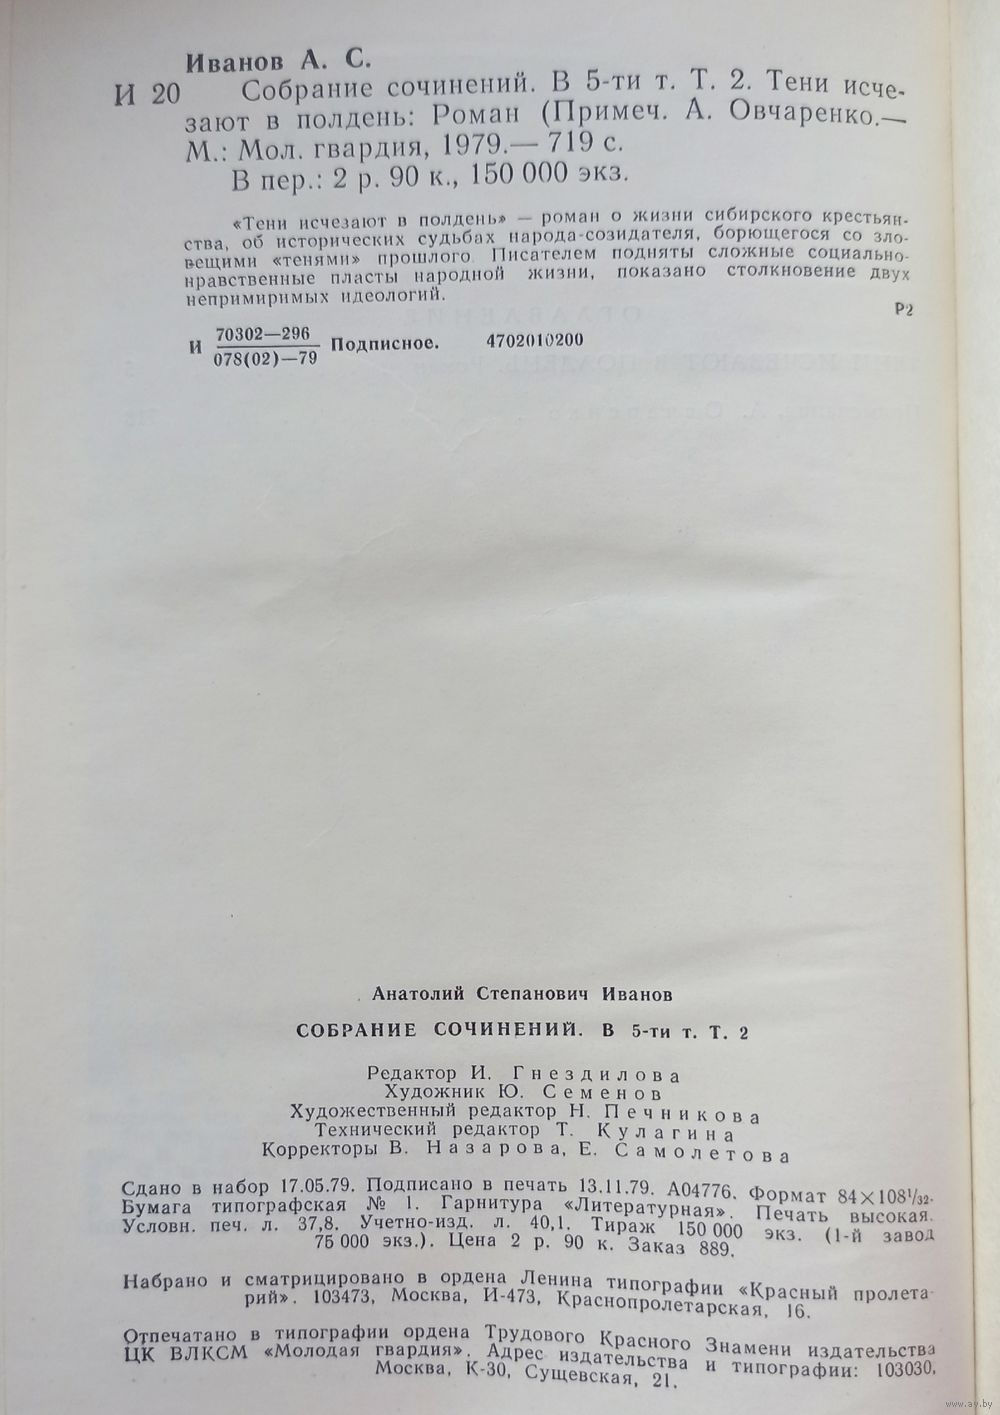 Иванов А. С.
И 20 Собрание сочинений. В 5-ти т. Т. 2. Тени исче-
зают в полдень: Роман (Примеч. А. Овчаренко.—
М.: Мол. гвардия, 1979.— 719 с.
В пер.: 2 р. 90 к., 150 000 экз.
«Тени исчезают в полдень» — роман о жизни сибирского крестьян-
ства, об исторических судьбах народа-созидателя, борющегося со зло-
вещими «тенями» прошлого. Писателем подняты сложные социально-
нравственные пласты народной жизни, показано столкновение двух
непримиримых идеологий.
Р2
И 70302—296
078(02)—79 Подписное. 4702010200
Анатолий Степанович Иванов
СОБРАНИЕ СОЧИНЕНИЙ. В 5-ти т. Т. 2
Редактор И. Гнездилова
Художник Ю. Семенов
Художественный редактор Н. Печникова
Технический редактор Т. Кулагина
Корректоры В. Назарова, Е. Самолетова
Сдано в набор 17.05.79. Подписано в печать 13.11.79. А04776. Формат 84×108¹/₃₂.
Бумага типографская № 1. Гарнитура «Литературная». Печать высокая.
Условн. печ. л. 37,8. Учетно-изд. л. 40,1. Тираж 150 000 экз. (1-й завод
75 000 экз.). Цена 2 р. 90 к. Заказ 889.
Набрано и сматрицировано в ордена Ленина типографии «Красный пролета-
рий». 103473, Москва, И-473, Краснопролетарская, 16.
Отпечатано в типографии ордена Трудового Красного Знамени издательства
ЦК ВЛКСМ «Молодая гвардия». Адрес издательства и типографии: 103030,
Москва, К-30, Сущевская, 21.
www.ay.by